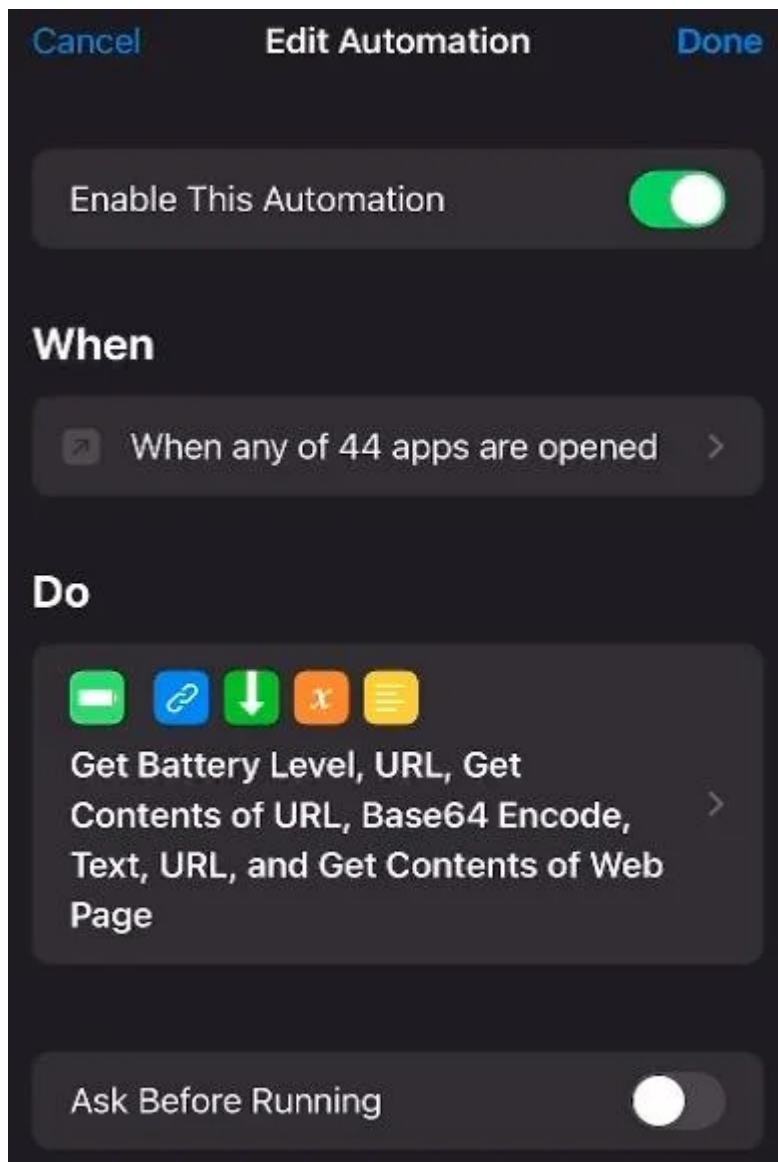 Cancel Edit Automation Done
Enable This Automation
When
When any of 44 apps are opened
Do
x
Get Battery Level, URL, Get
Contents of URL, Base64 Encode,
Text, URL, and Get Contents of Web
Page
Ask Before Running